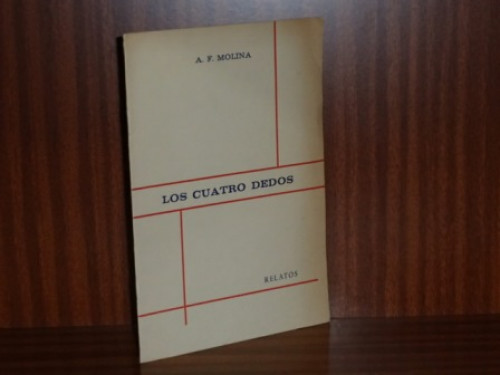 A. F. MOLINA
LOS CUATRO DEDOS
RELATOS